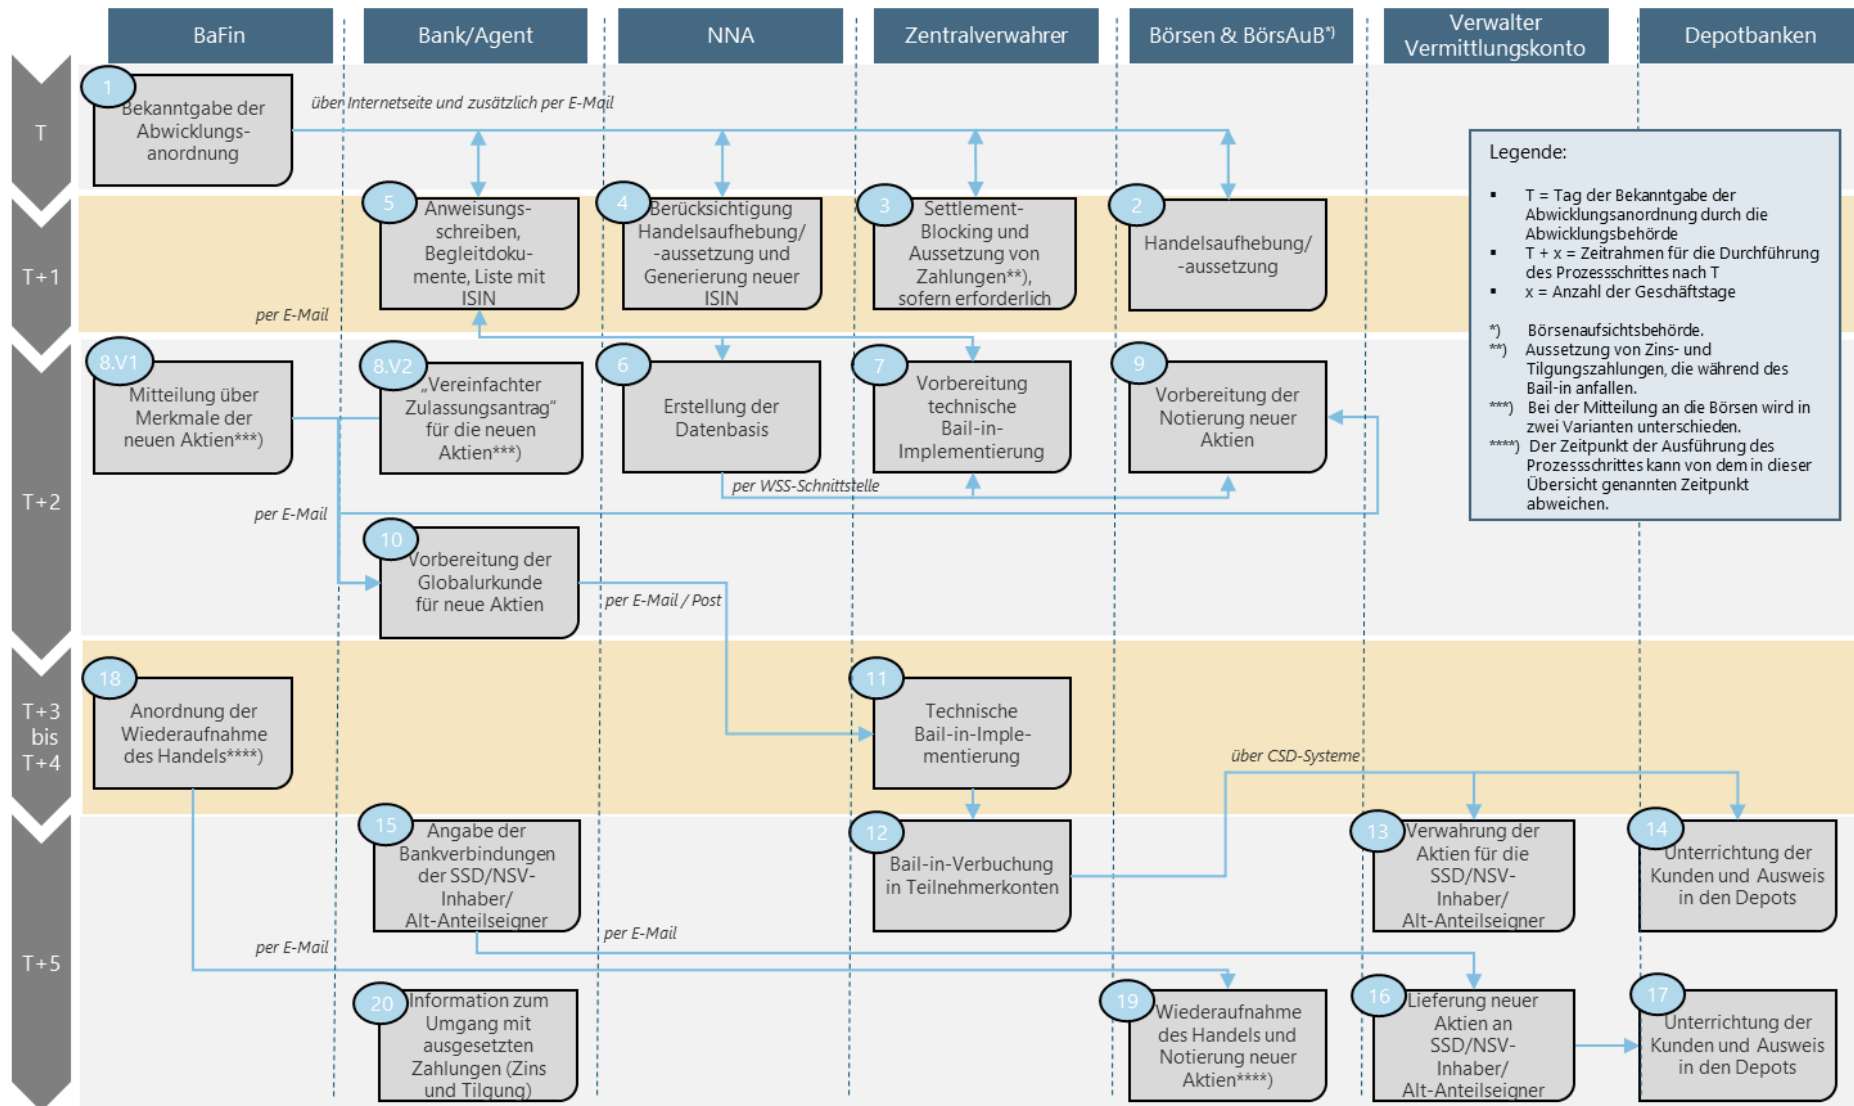 BaFin
Bank/Agent
NNA
Zentralverwahrer
Börsen & BörsAuB*)
Verwalter
Vermittlungskonto
Depotbanken
T
1
Bekanntgabe der
Abwicklungs-
anordnung
über Internetseite und zusätzlich per E-Mail
T+1
5
Anweisungs-
schreiben,
Begleitdoku-
mente, Liste mit
ISIN
4
Berücksichtigung
Handelsaufhebung/
-aussetzung und
Generierung neuer
ISIN
3
Settlement-
Blocking und
Aussetzung von
Zahlungen**),
sofern erforderlich
2
Handelsaufhebung/
-aussetzung
per E-Mail
T+2
8.V1
Mitteilung über
Merkmale der
neuen Aktien***)
8.V2
„Vereinfachter
Zulassungsantrag“
für die neuen
Aktien***)
6
Erstellung der
Datenbasis
7
Vorbereitung
technische
Bail-in-
Implementierung
9
Vorbereitung der
Notierung neuer
Aktien
per WSS-Schnittstelle
per E-Mail
10
Vorbereitung der
Globalurkunde
für neue Aktien
per E-Mail / Post
T+3
bis
T+4
18
Anordnung der
Wiederaufnahme
des Handels****)
11
Technische
Bail-in-Imple-
mentierung
über CSD-Systeme
T+5
15
Angabe der
Bankverbindungen
der SSD/NSV-
Inhaber/
Alt-Anteilseigner
12
Bail-in-Verbuchung
in Teilnehmerkonten
13
Verwahrung der
Aktien für die
SSD/NSV-
Inhaber/
Alt-Anteilseigner
14
Unterrichtung der
Kunden und Ausweis
in den Depots
per E-Mail
per E-Mail
20
Information zum
Umgang mit
ausgesetzten
Zahlungen (Zins
und Tilgung)
19
Wiederaufnahme
des Handels und
Notierung neuer
Aktien****)
16
Lieferung neuer
Aktien an
SSD/NSV-
Inhaber/
Alt-Anteilseigner
17
Unterrichtung der
Kunden und Ausweis
in den Depots
Legende:
▪ T = Tag der Bekanntgabe der
Abwicklungsanordnung durch die
Abwicklungsbehörde
▪ T + x = Zeitrahmen für die Durchführung
des Prozessschrittes nach T
▪ x = Anzahl der Geschäftstage
*) Börsenaufsichtsbehörde.
**) Aussetzung von Zins- und
Tilgungszahlungen, die während des
Bail-in anfallen.
***) Bei der Mitteilung an die Börsen wird in
zwei Varianten unterschieden.
****) Der Zeitpunkt der Ausführung des
Prozessschrittes kann von dem in dieser
Übersicht genannten Zeitpunkt
abweichen.